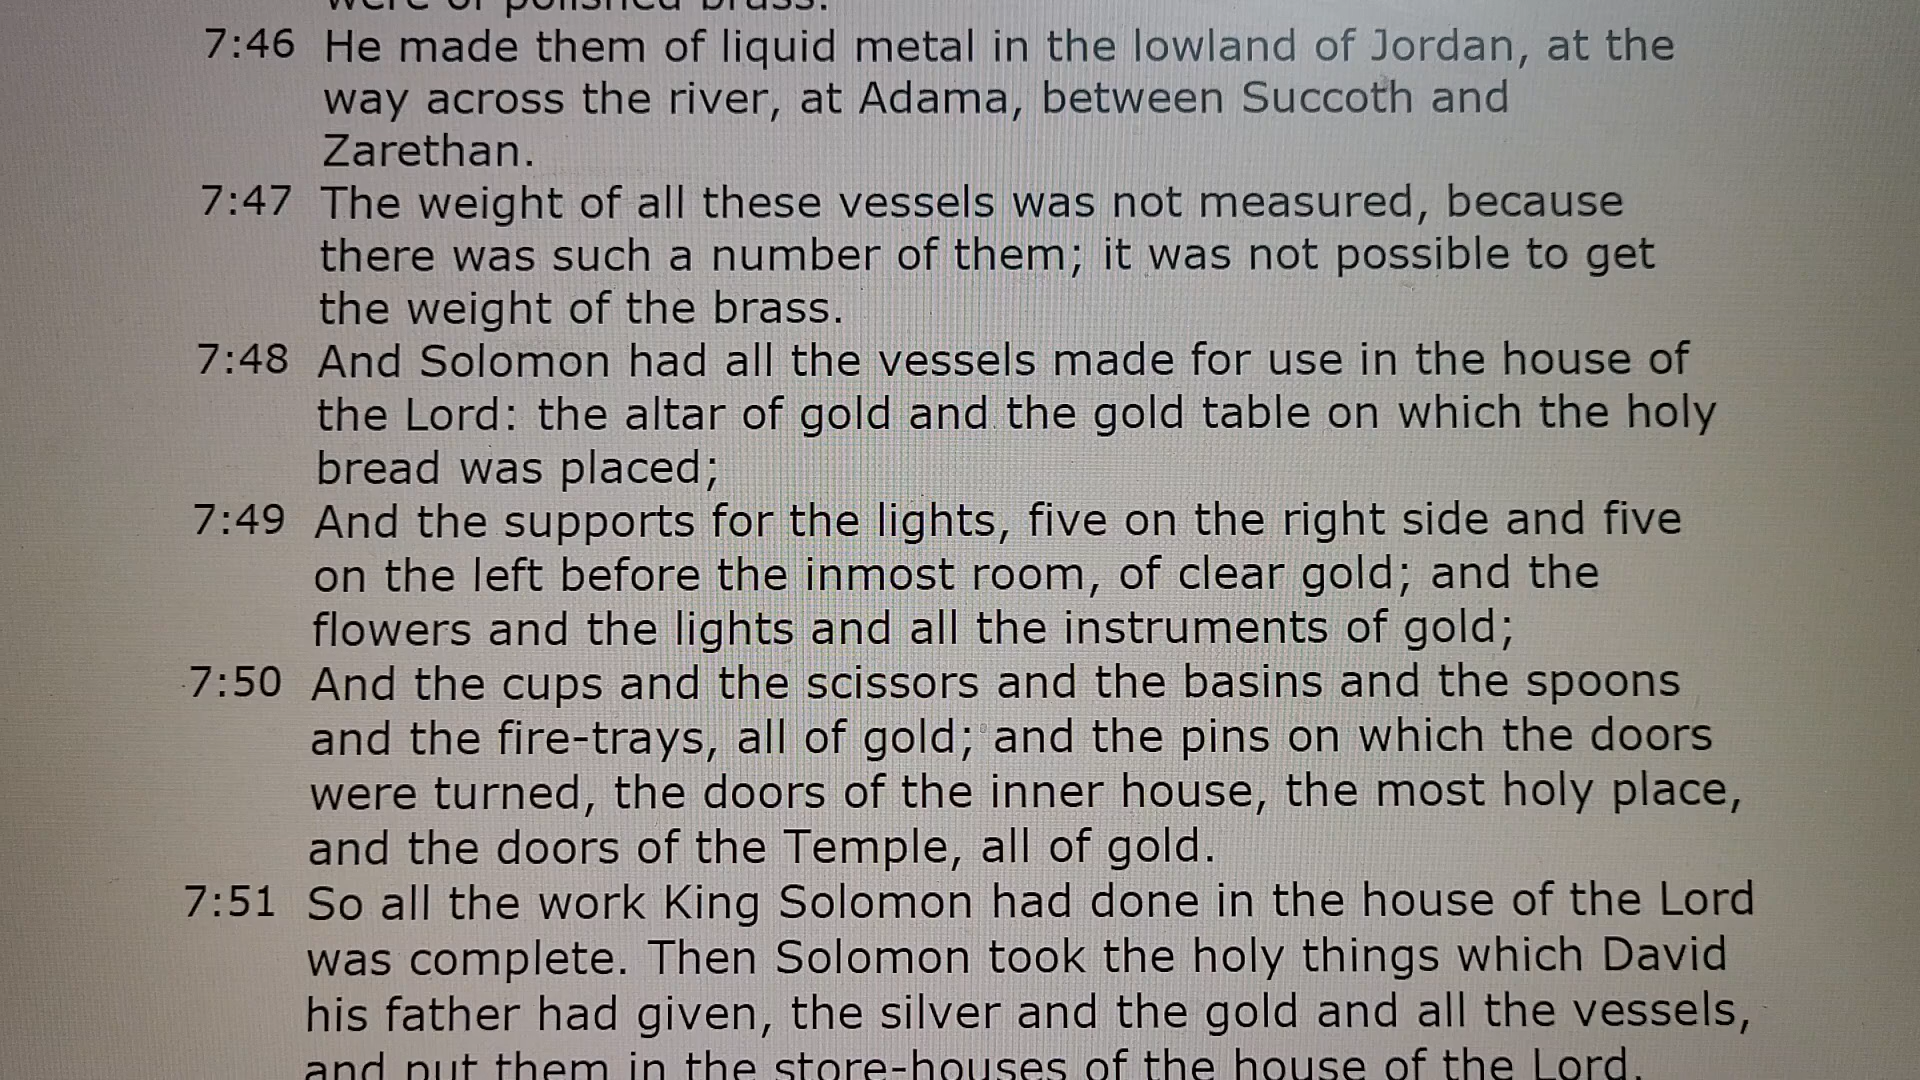 were of polished brass.
7:46 He made them of liquid metal in the lowland of Jordan, at the
way across the river, at Adama, between Succoth and
Zarethan.
7:47 The weight of all these vessels was not measured, because
there was such a number of them; it was not possible to get
the weight of the brass.
7:48 And Solomon had all the vessels made for use in the house of
the Lord: the altar of gold and the gold table on which the holy
bread was placed;
7:49 And the supports for the lights, five on the right side and five
on the left before the inmost room, of clear gold; and the
flowers and the lights and all the instruments of gold;
7:50 And the cups and the scissors and the basins and the spoons
and the fire-trays, all of gold; and the pins on which the doors
were turned, the doors of the inner house, the most holy place,
and the doors of the Temple, all of gold.
7:51 So all the work King Solomon had done in the house of the Lord
was complete. Then Solomon took the holy things which David
his father had given, the silver and the gold and all the vessels,
and put them in the store-houses of the house of the Lord.